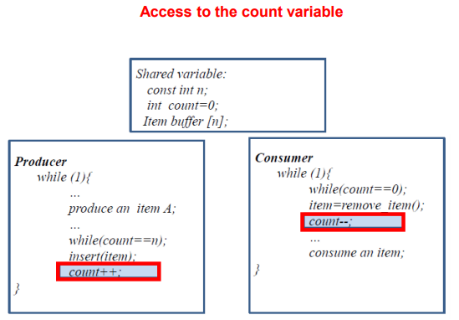 Access to the count variable
Shared variable:
const int n;
int count=0;
Item buffer [n];
Producer
while (1){
...
produce an item A;
...
while(count==n);
insert(item);
count++;
}
Consumer
while (1){
while(count==0);
item=remove_item();
count--;
...
consume an item;
}